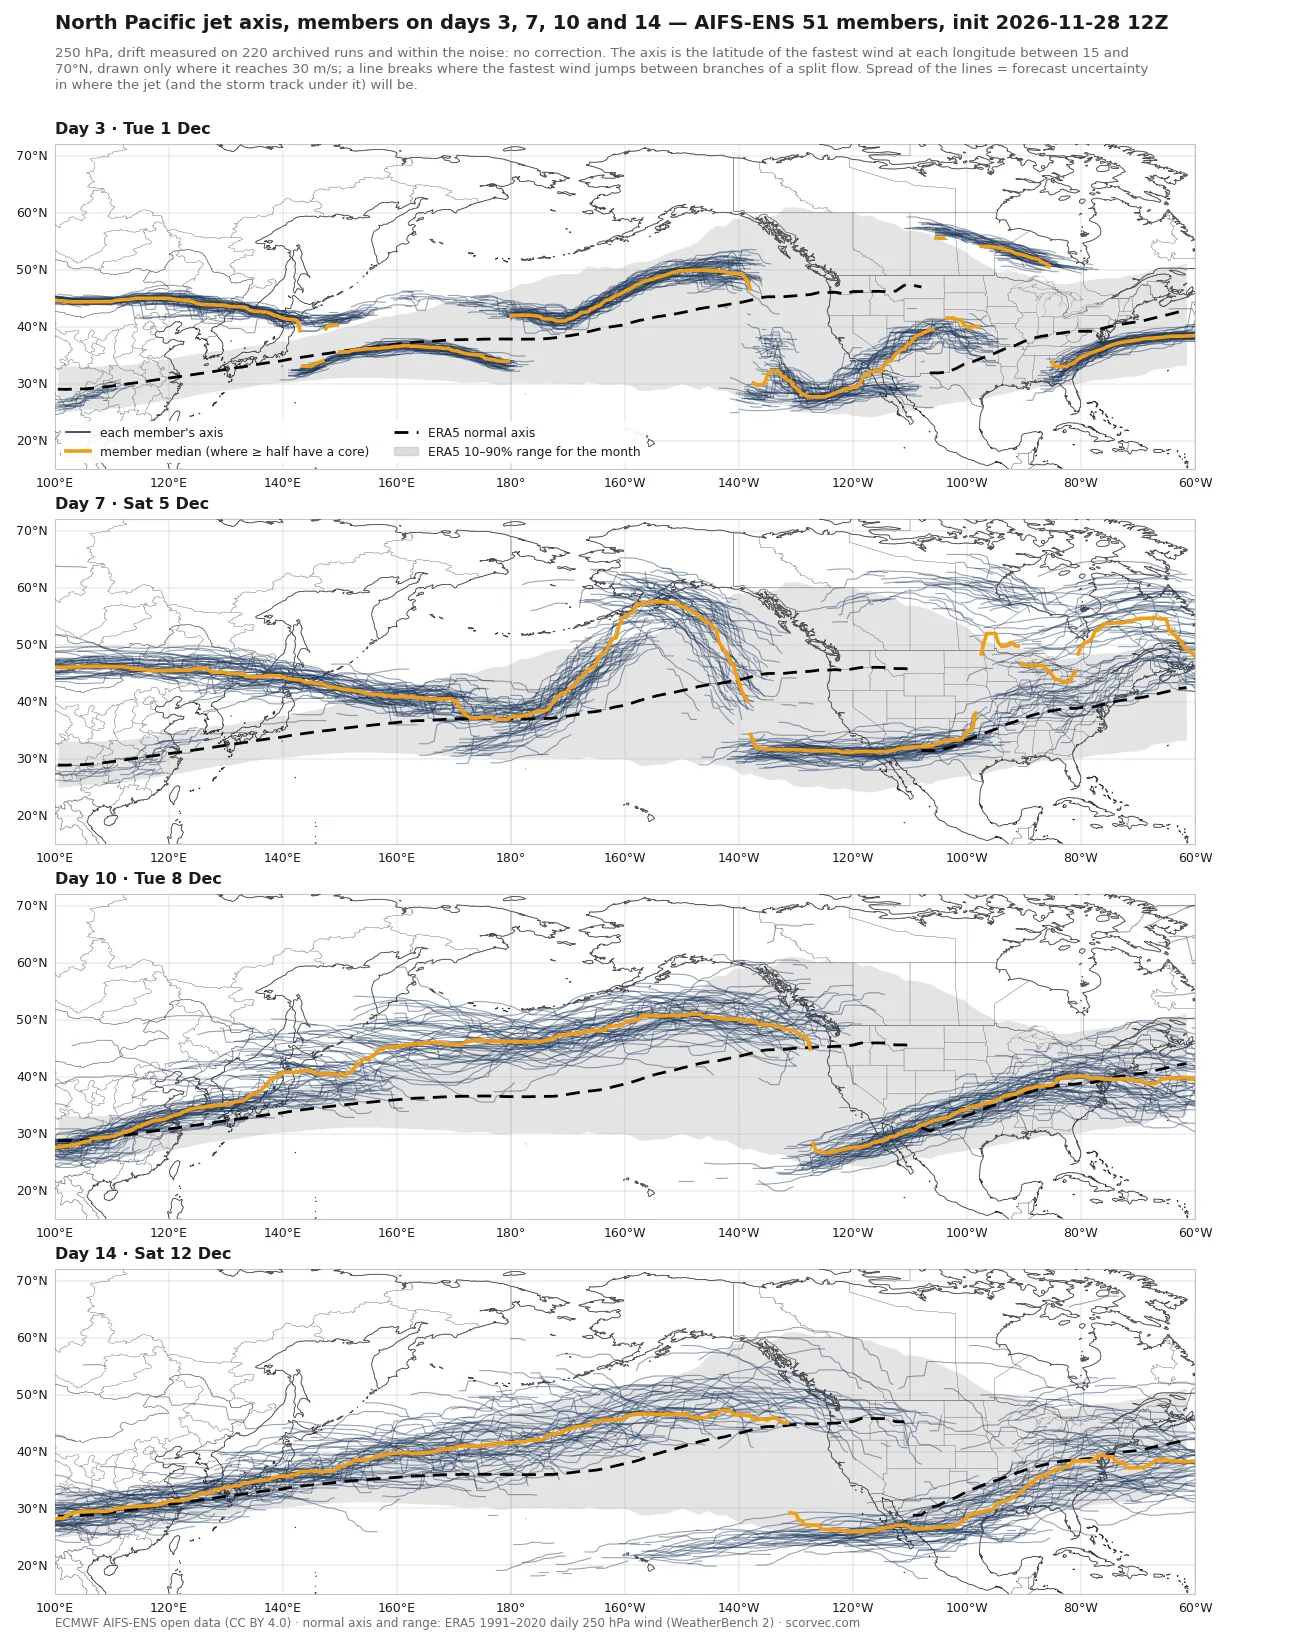 North Pacific jet axis, members on days 3, 7, 10 and 14 — AIFS-ENS 51 members, init 2026-11-28 12Z
250 hPa, drift measured on 220 archived runs and within the noise: no correction. The axis is the latitude of the fastest wind at each longitude between 15 and
70°N, drawn only where it reaches 30 m/s; a line breaks where the fastest wind jumps between branches of a split flow. Spread of the lines = forecast uncertainty
in where the jet (and the storm track under it) will be.
Day 3 · Tue 1 Dec
70°N
60°N
50°N
40°N
30°N
20°N
each member's axis
member median (where ≥ half have a core)
ERA5 normal axis
ERA5 10–90% range for the month
100°E 120°E 140°E 160°E 180° 160°W 140°W 120°W 100°W 80°W 60°W
Day 7 · Sat 5 Dec
70°N
60°N
50°N
40°N
30°N
20°N
100°E 120°E 140°E 160°E 180° 160°W 140°W 120°W 100°W 80°W 60°W
Day 10 · Tue 8 Dec
70°N
60°N
50°N
40°N
30°N
20°N
100°E 120°E 140°E 160°E 180° 160°W 140°W 120°W 100°W 80°W 60°W
Day 14 · Sat 12 Dec
70°N
60°N
50°N
40°N
30°N
20°N
100°E 120°E 140°E 160°E 180° 160°W 140°W 120°W 100°W 80°W 60°W
ECMWF AIFS-ENS open data (CC BY 4.0) · normal axis and range: ERA5 1991–2020 daily 250 hPa wind (WeatherBench 2) · scorvec.com